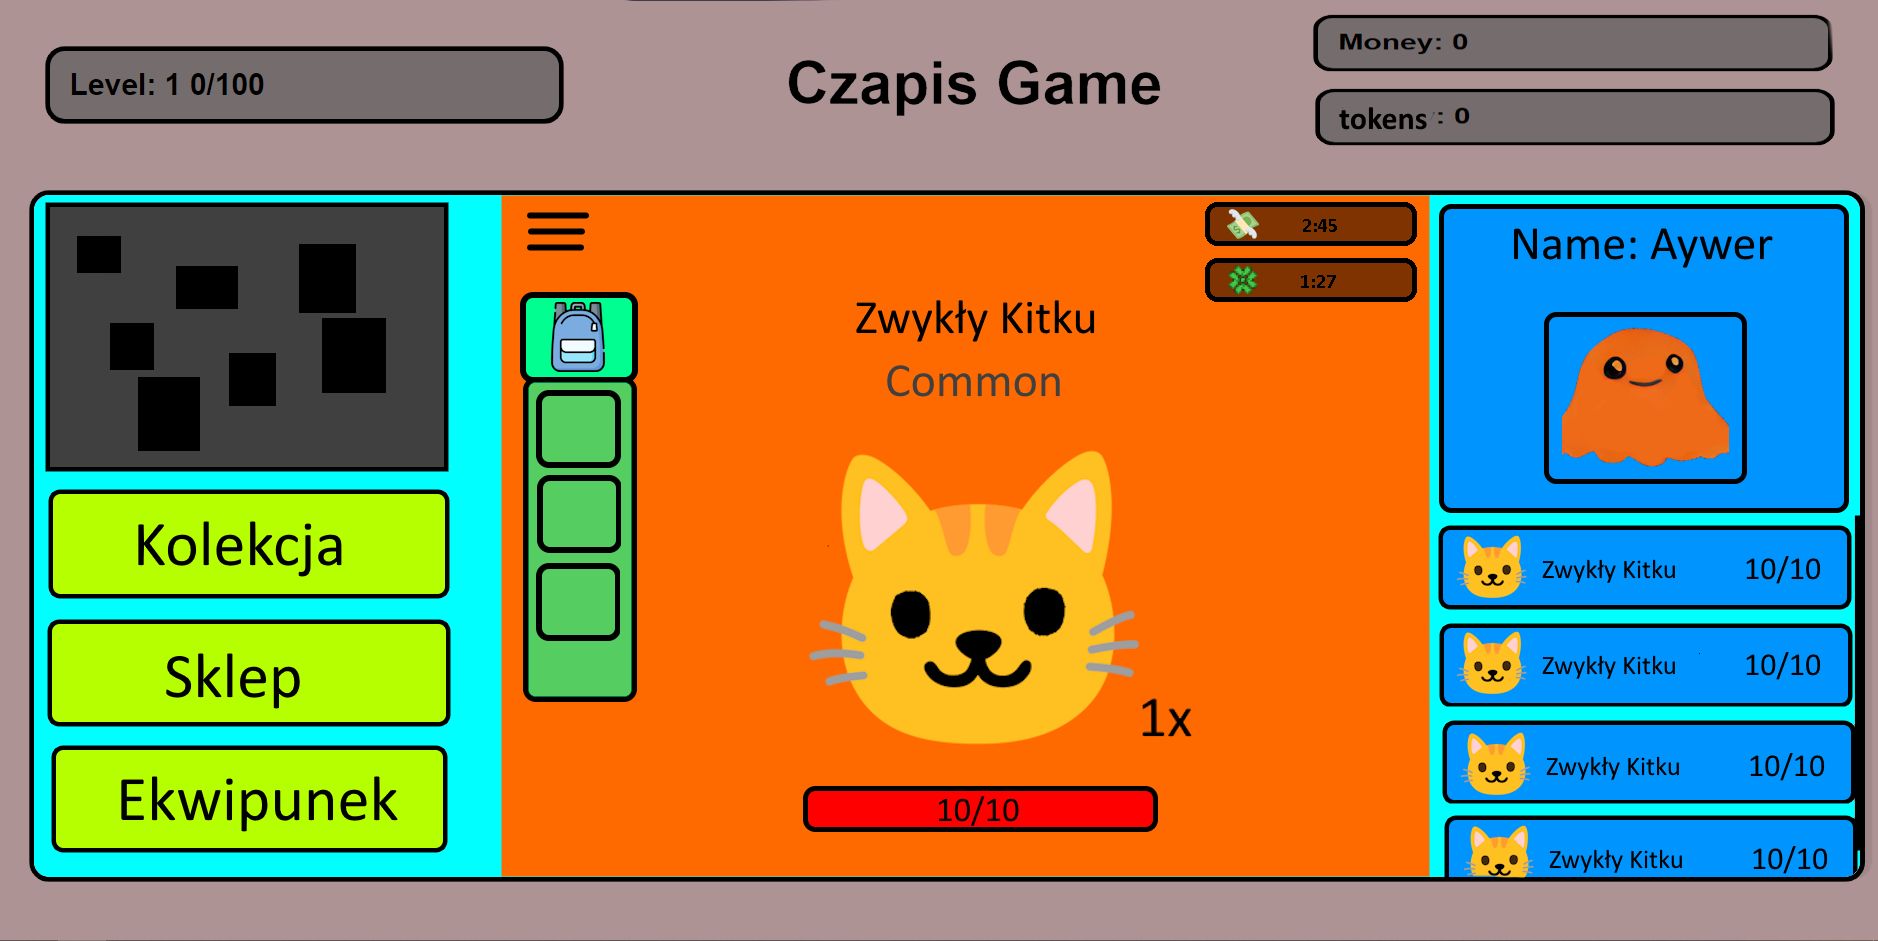 Level: 1 0/100
Czapis Game
Money: 0
tokens : 0
Kolekcja
Sklep
Ekwipunek
2:45
1:27
Zwykły Kitku
Common
1x
10/10
Name: Aywer
Zwykły Kitku 10/10
Zwykły Kitku 10/10
Zwykły Kitku 10/10
Zwykły Kitku 10/10